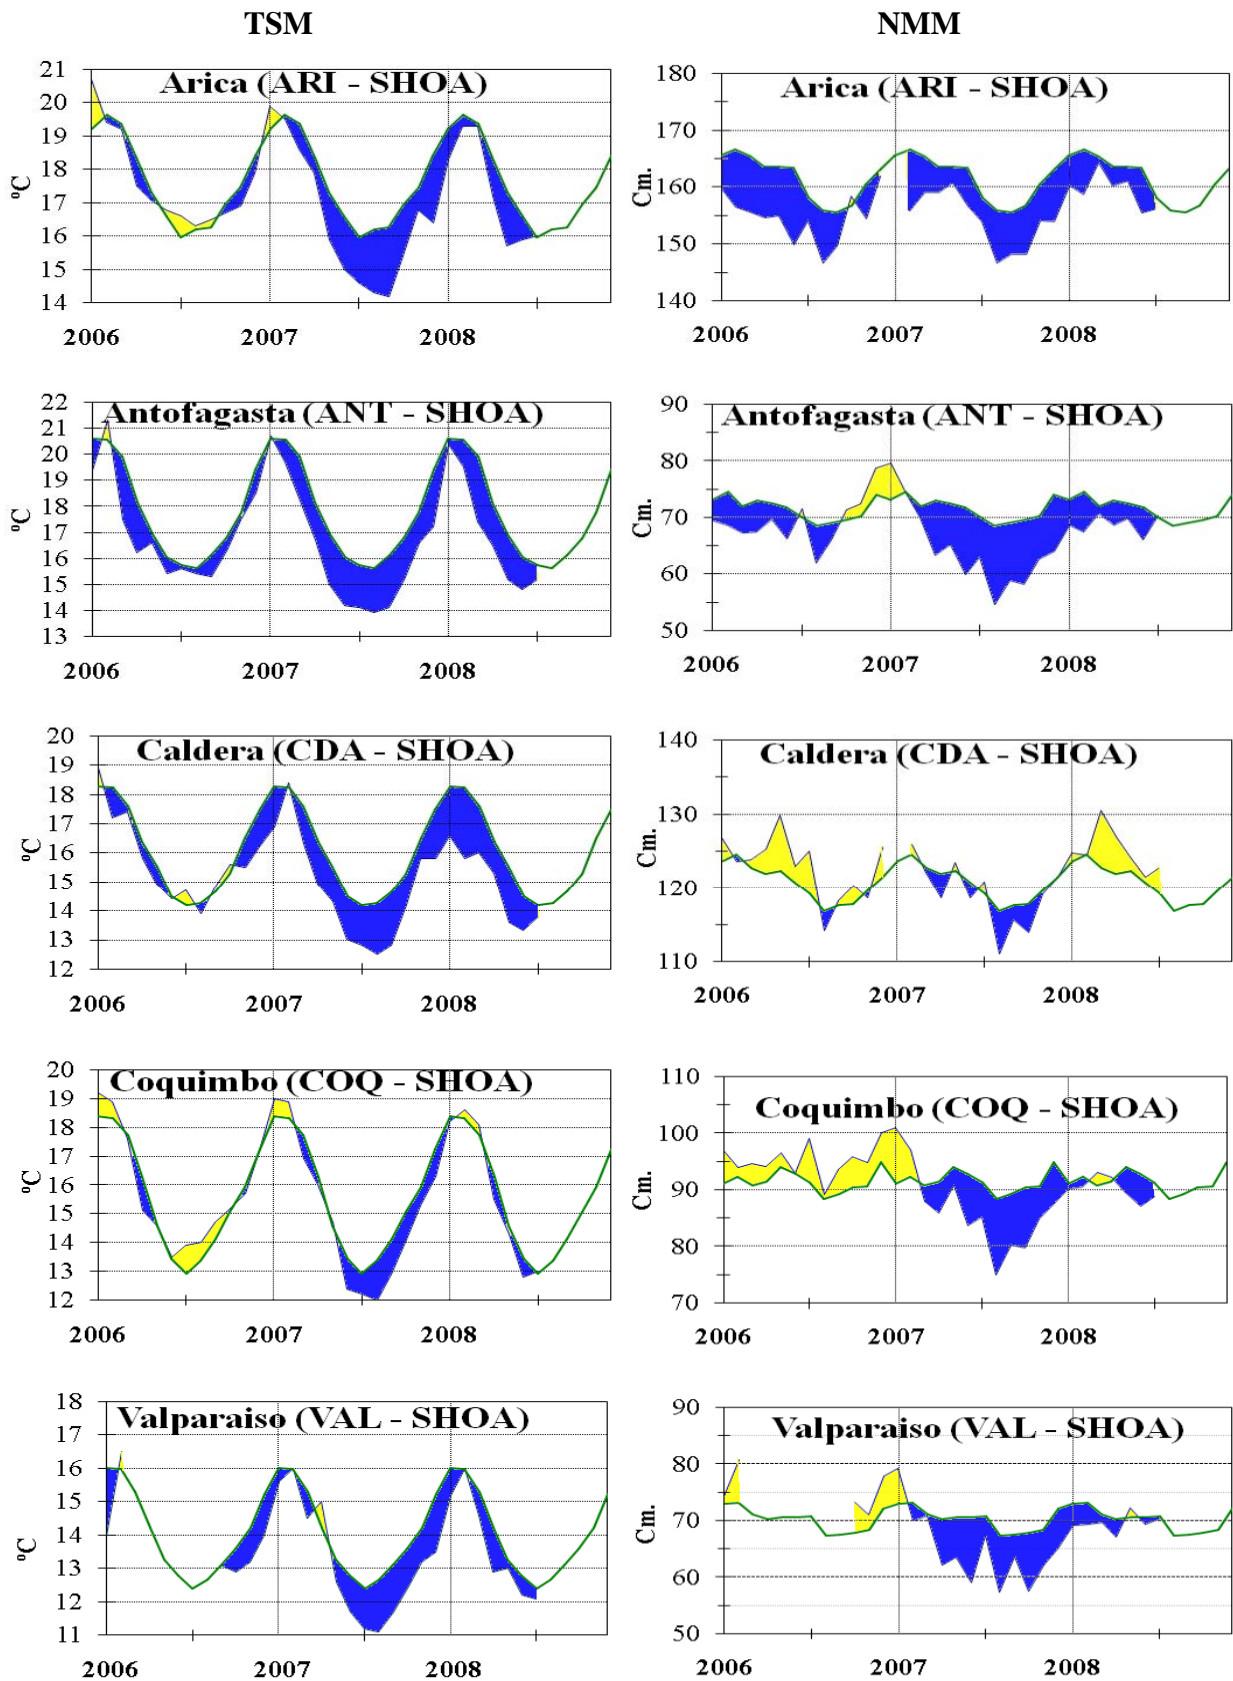 TSM
NMM
Arica (ARI - SHOA)
ºC
21
20
19
18
17
16
15
14
2006 2007 2008
Arica (ARI - SHOA)
Cm.
180
170
160
150
140
2006 2007 2008
Antofagasta (ANT - SHOA)
ºC
22
21
20
19
18
17
16
15
14
13
2006 2007 2008
Antofagasta (ANT - SHOA)
Cm.
90
80
70
60
50
2006 2007 2008
Caldera (CDA - SHOA)
ºC
20
19
18
17
16
15
14
13
12
2006 2007 2008
Caldera (CDA - SHOA)
Cm.
140
130
120
110
2006 2007 2008
Coquimbo (COQ - SHOA)
ºC
20
19
18
17
16
15
14
13
12
2006 2007 2008
Coquimbo (COQ - SHOA)
Cm.
110
100
90
80
70
2006 2007 2008
Valparaiso (VAL - SHOA)
ºC
18
17
16
15
14
13
12
11
2006 2007 2008
Valparaiso (VAL - SHOA)
Cm.
90
80
70
60
50
2006 2007 2008